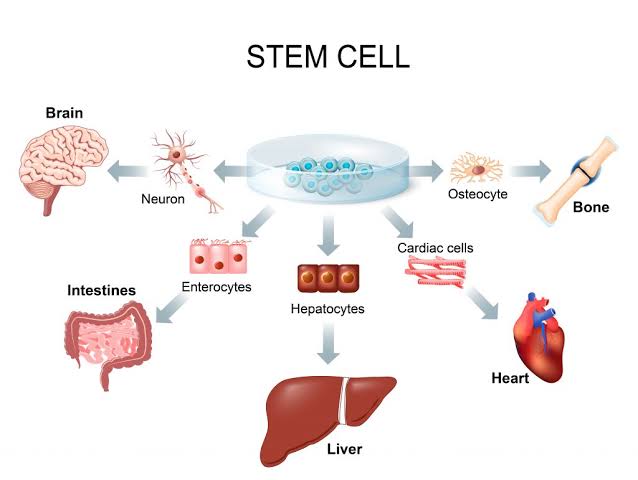 STEM CELL
Brain
Neuron
Osteocyte
Bone
Cardiac cells
Enterocytes
Intestines
Hepatocytes
Heart
Liver